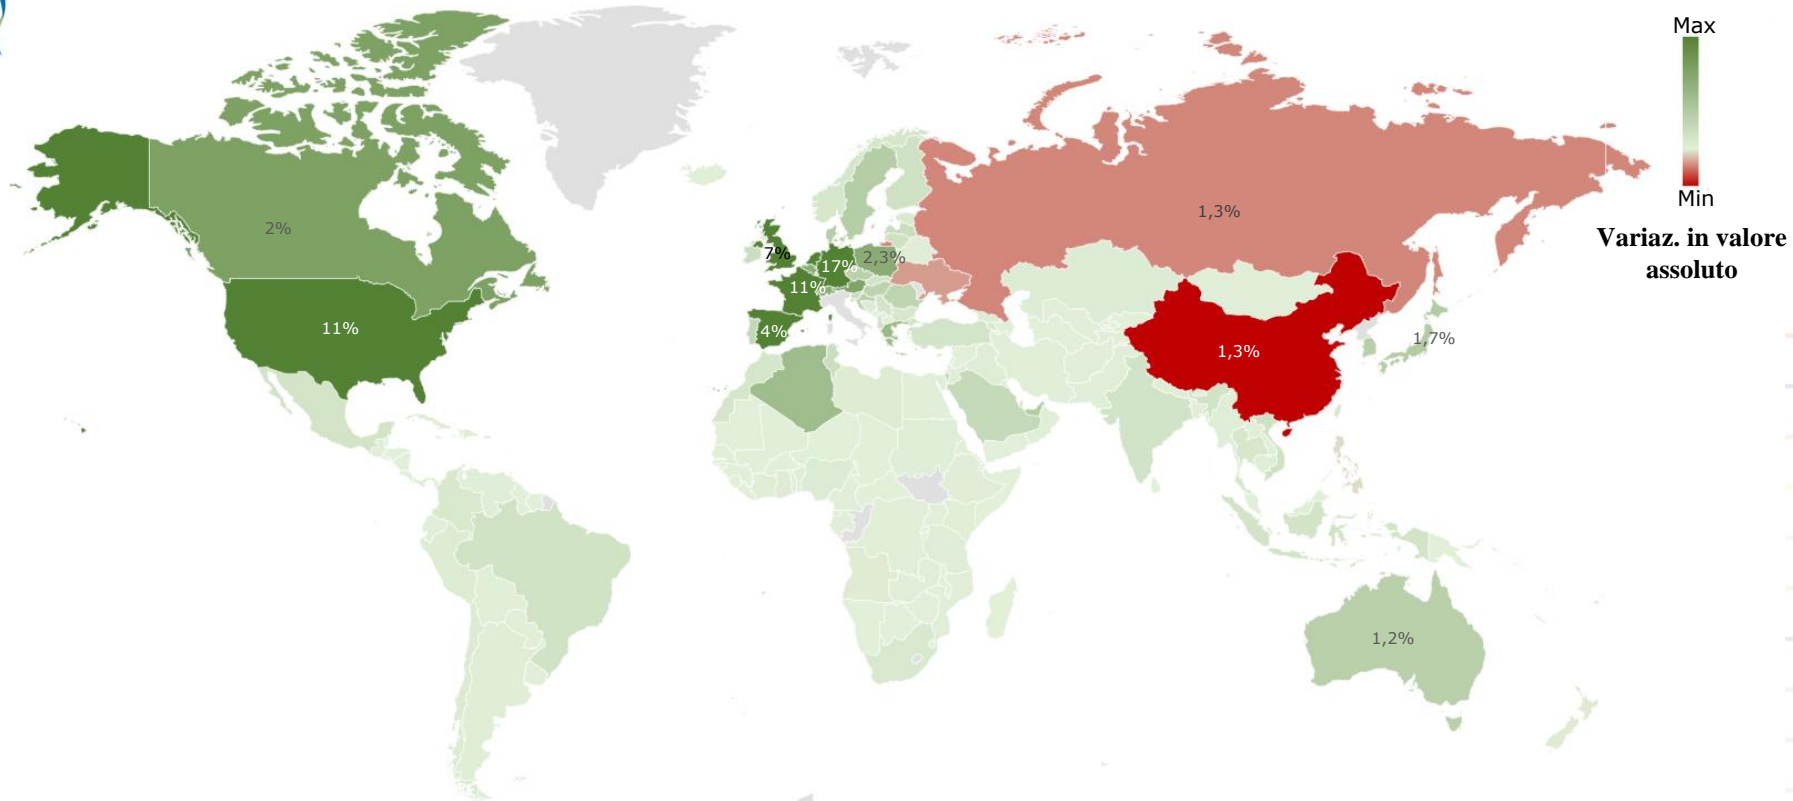 Max
Min
Variaz. in valore
assoluto
2%
1,3%
7%
17%
2,3%
11%
11%
4%
1,7%
1,3%
1,2%